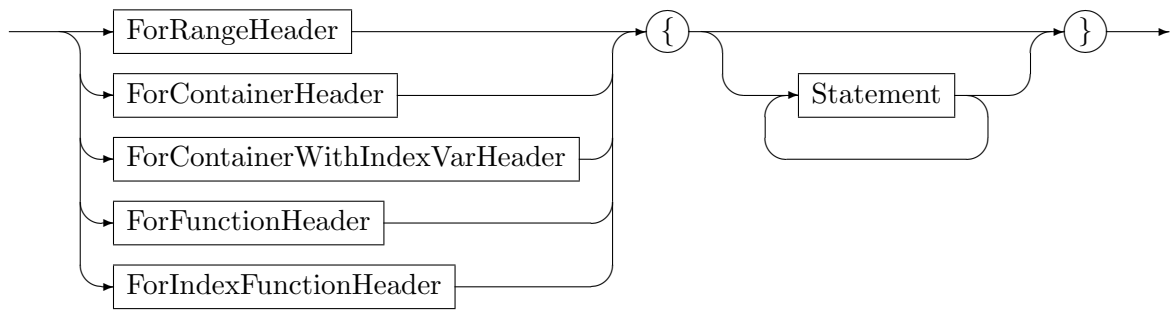 ForRangeHeader { }
ForContainerHeader Statement
ForContainerWithIndexVarHeader
ForFunctionHeader
ForIndexFunctionHeader